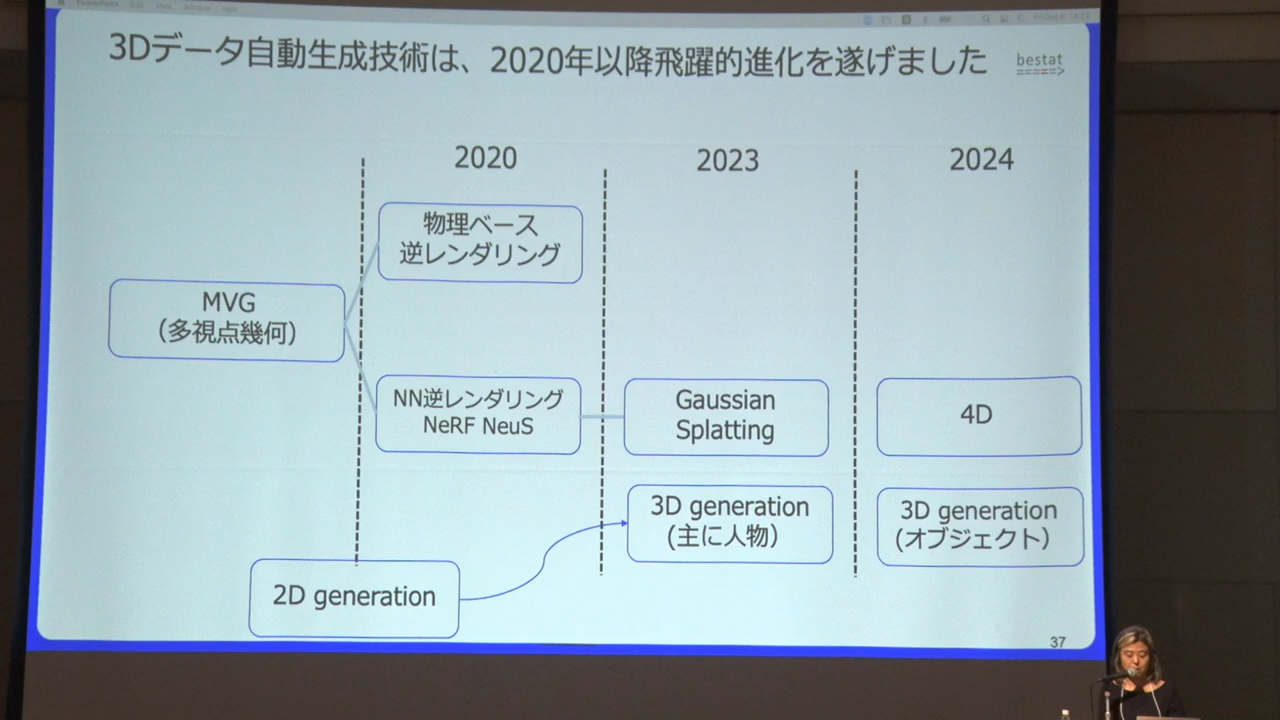 3Dデータ自動生成技術は、2020年以降飛躍的進化を遂げました
bestat
2020
2023
2024
物理ベース
逆レンダリング
MVG
（多視点幾何）
NN逆レンダリング
NeRF NeuS
Gaussian
Splatting
4D
3D generation
(主に人物）
3D generation
(オブジェクト）
2D generation
37